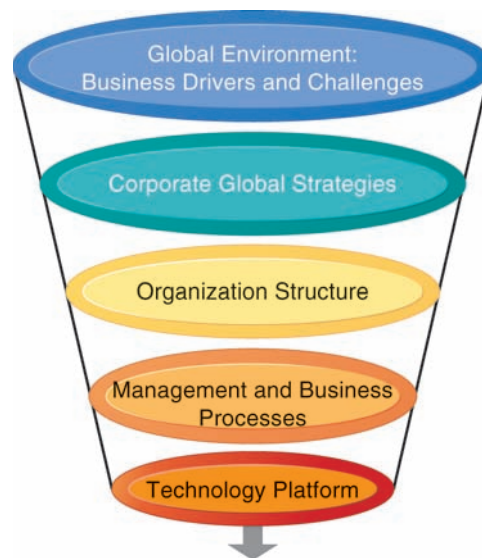 Global Environment:
Business Drivers and Challenges
Corporate Global Strategies
Organization Structure
Management and Business
Processes
Technology Platform